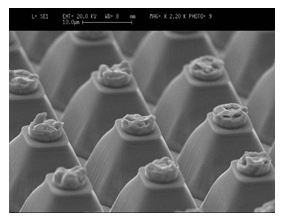 L= SE1 EHT= 20.0 KV WD= 8 mm MAG= X 2.20 K PHOTO= 9
10.0µm